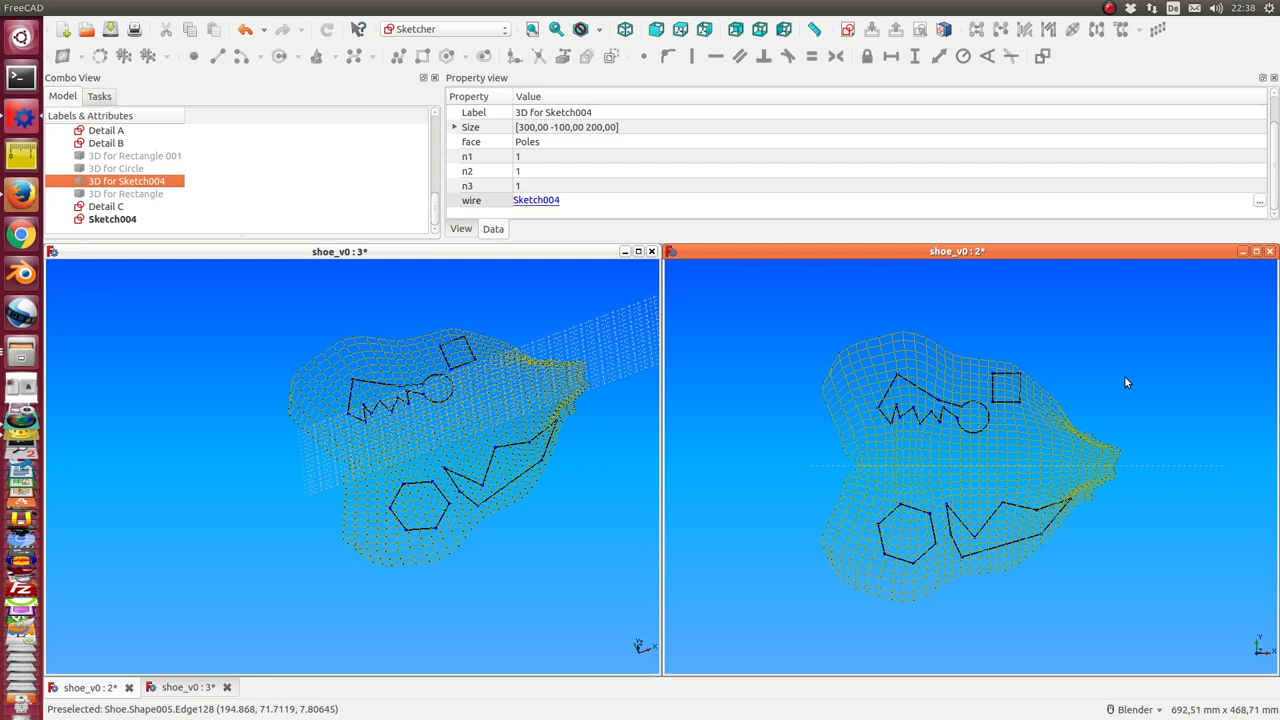 FreeCAD
De
22:38
Sketcher
Combo View
Property view
Model
Tasks
Property
Value
Labels & Attributes
Label
3D for Sketch004
Size
[300,00 -100,00 200,00]
face
Poles
n1
1
n2
1
n3
1
wire
Sketch004
...
Detail A
Detail B
3D for Rectangle 001
3D for Circle
3D for Sketch004
3D for Rectangle
Detail C
Sketch004
View
Data
shoe_v0 : 3*
shoe_v0 : 2*
shoe_v0 : 2*
shoe_v0 : 3*
Preselected: Shoe.Shape005.Edge128 (194.868, 71.7119, 7.80645)
Blender
692,51 mm x 468,71 mm